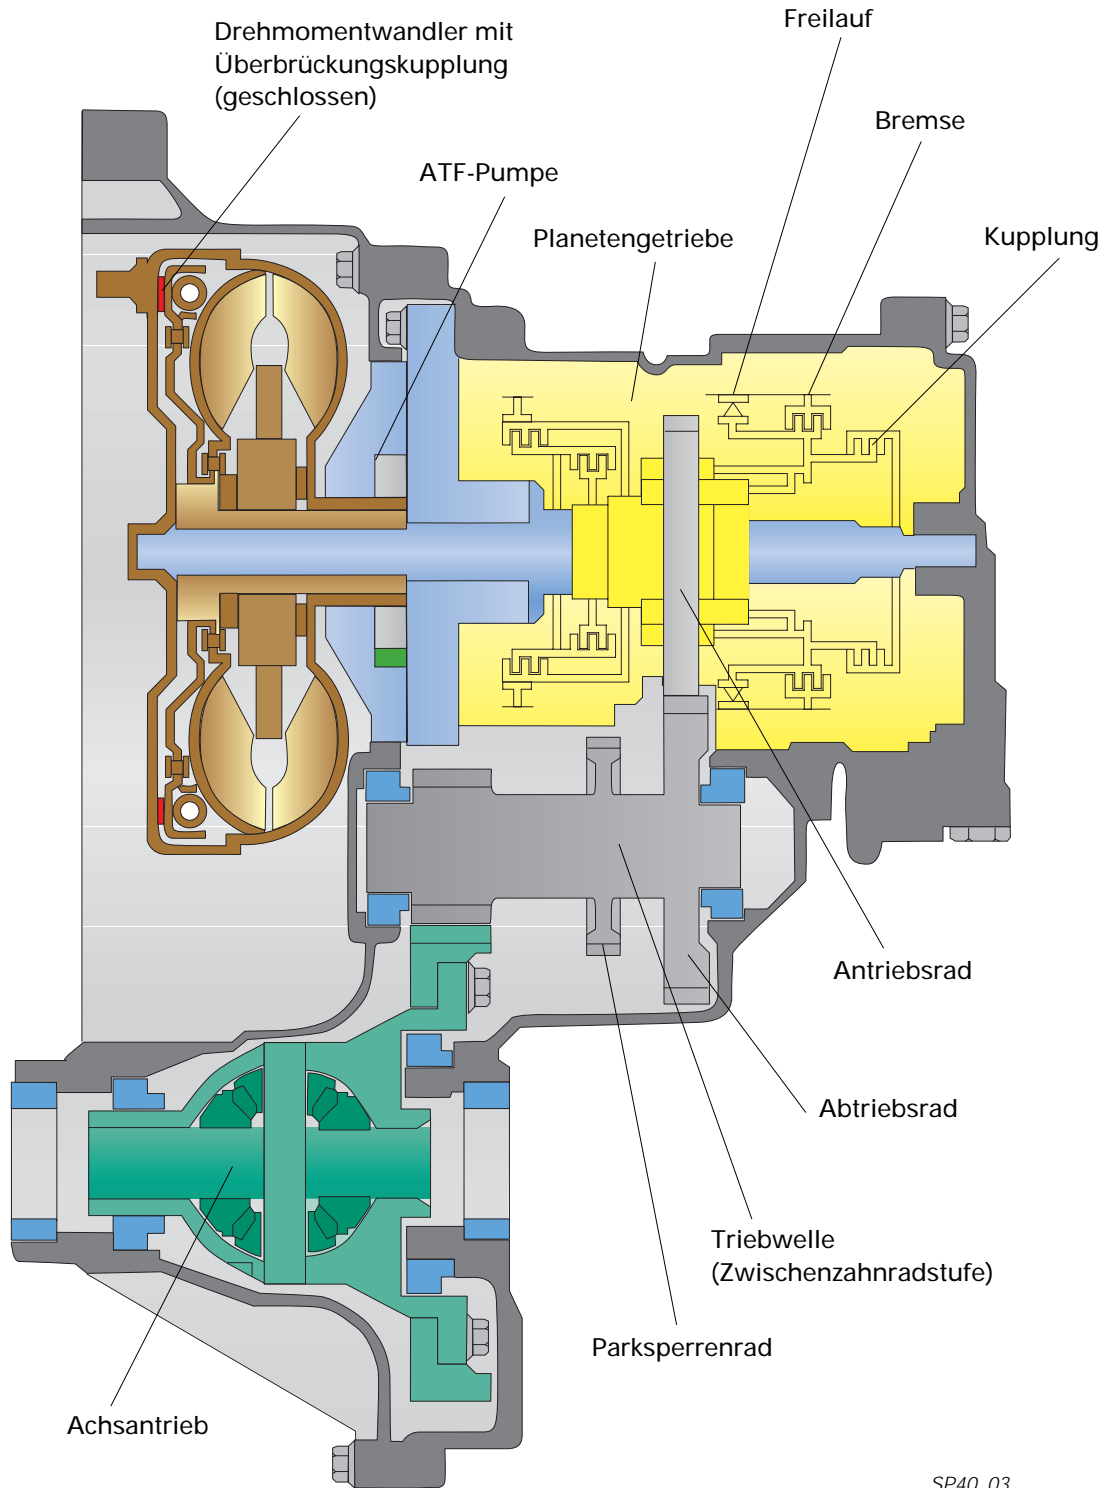 Freilauf
Drehmomentwandler mit
Überbrückungskupplung
(geschlossen)
Bremse
ATF-Pumpe
Planetengetriebe
Kupplung
Antriebsrad
Abtriebsrad
Triebwelle
(Zwischenzahnradstufe)
Parksperrenrad
Achsantrieb
SP40_03